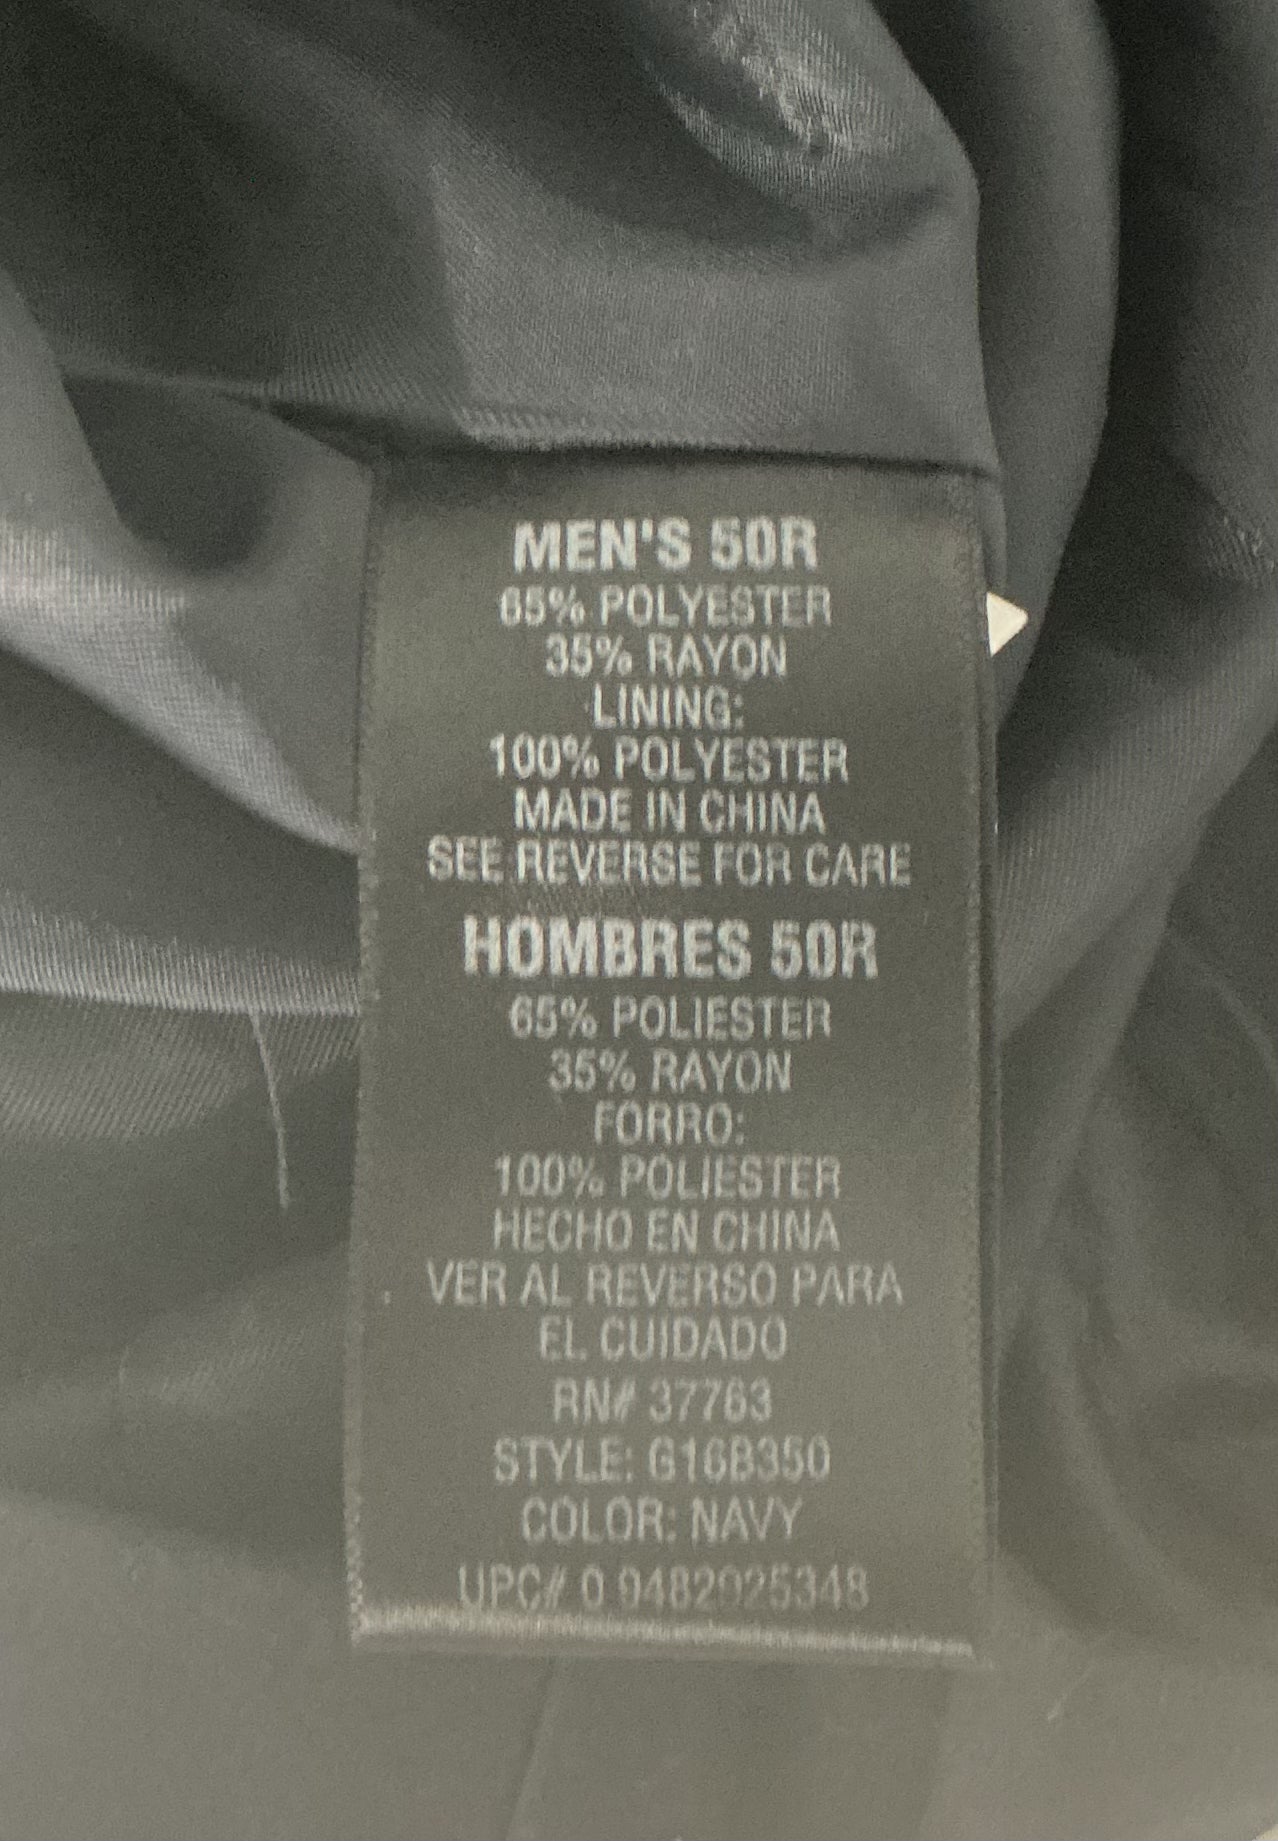 MEN'S 50R
65% POLYESTER
35% RAYON
LINING:
100% POLYESTER
MADE IN CHINA
SEE REVERSE FOR CARE
HOMBRES 50R
65% POLIESTER
35% RAYON
FORRO:
100% POLIESTER
HECHO EN CHINA
VER AL REVERSO PARA
EL CUIDADO
RN# 37763
STYLE: G16B350
COLOR: NAVY
UPC# 0 9482025348